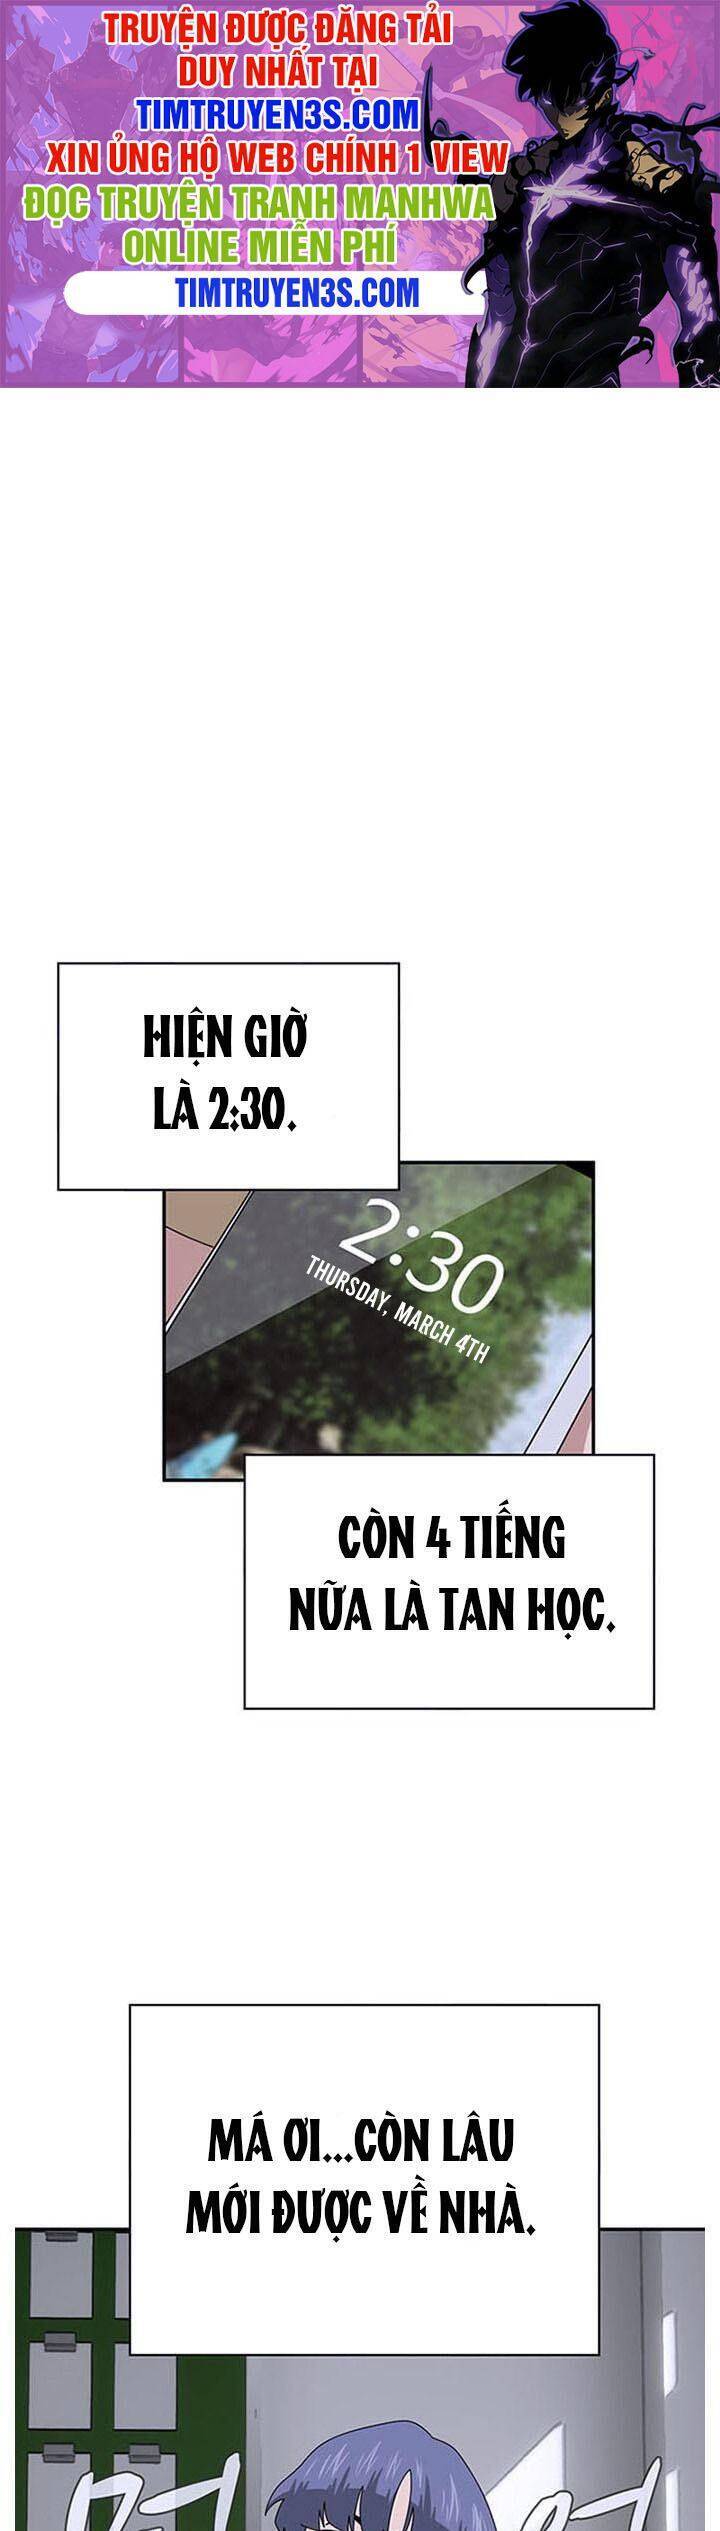 TRUYỆN ĐƯỢC ĐĂNG TẢI
DUY NHẤT TẠI
TIMTRUYEN3S.COM
XIN ỦNG HỘ WEB CHÍNH 1 VIEW
ĐỌC TRUYỆN TRANH MANHWA
ONLINE MIỄN PHÍ
TIMTRUYEN3S.COM
HIỆN GIỜ
LÀ 2:30.
2:30
THURSDAY, MARCH 4TH
CÒN 4 TIẾNG
NỮA LÀ TAN HỌC.
MÁ ƠI...CÒN LÂU
MỚI ĐƯỢC VỀ NHÀ.